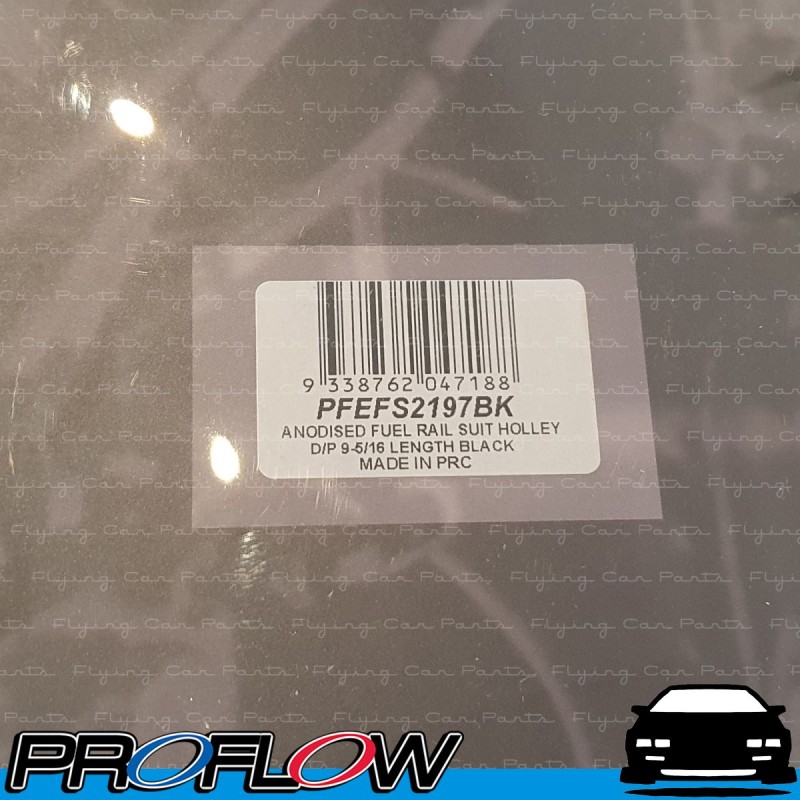 Flying Car Parts
9 338762 047188
PFEFS2197BK
ANODISED FUEL RAIL SUIT HOLLEY
D/P 9-5/16 LENGTH BLACK
MADE IN PRC
PROFLOW